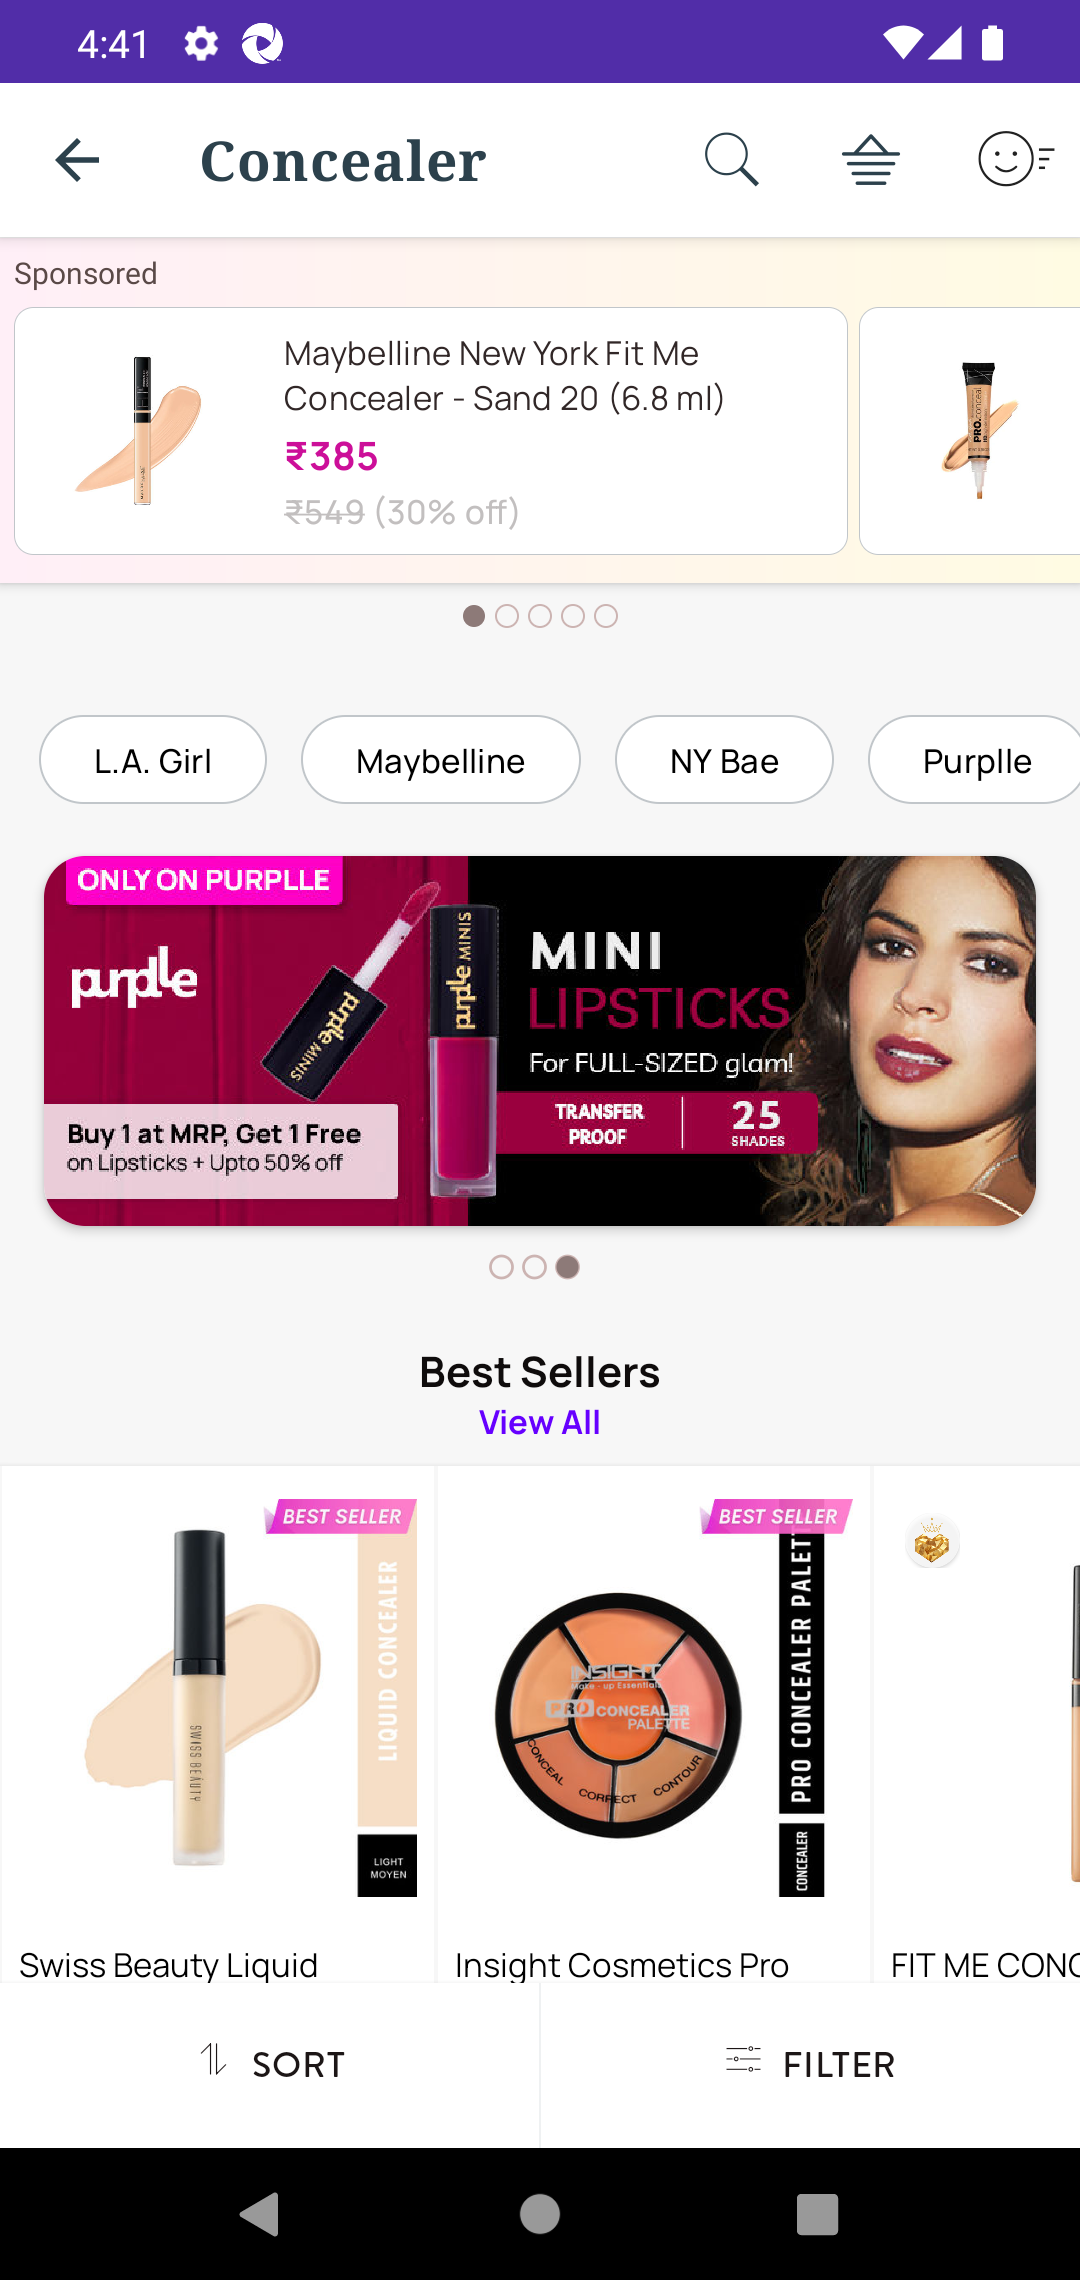 4:41
Concealer
Sponsored
Maybelline New York Fit Me
Concealer - Sand 20 (6.8 ml)
₹385
₹549 (30% off)
PRO.conceal
L.A. Girl
Maybelline
NY Bae
Purplle
ONLY ON PURPLLE
purplle
purplle MINIS
purplle MINIS
MINI
LIPSTICKS
For FULL-SIZED glam!
TRANSFER
PROOF
25
SHADES
Buy 1 at MRP, Get 1 Free
on Lipsticks + Upto 50% off
Best Sellers
View All
BEST SELLER
LIQUID CONCEALER
SWISS BEAUTY
LIGHT
MOYEN
BEST SELLER
INSIGHT
Make-up Essentials
PRO CONCEALER
PALETTE
CONCEAL
CORRECT
CONTOUR
PRO CONCEALER PALET
CONCEALER
Swiss Beauty Liquid
Insight Cosmetics Pro
FIT ME CONC
SORT
FILTER